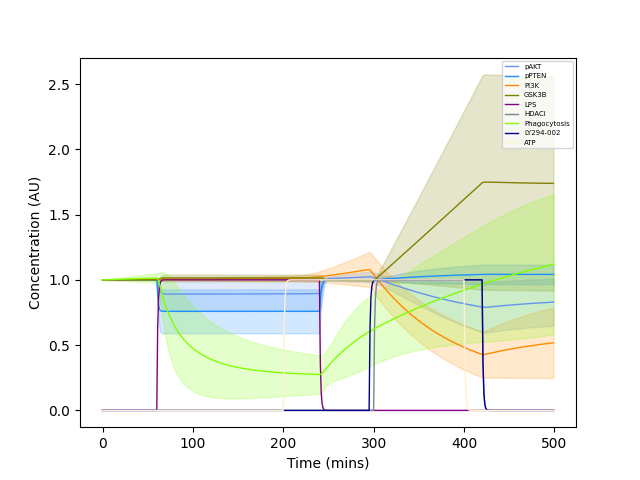 2.5
2.0
1.5
1.0
0.5
0.0
Concentration (AU)
0
100
200
300
400
500
Time (mins)
pAKT
pPTEN
PI3K
GSK3B
LPS
HDACi
Phagocytosis
LY294-002
ATP